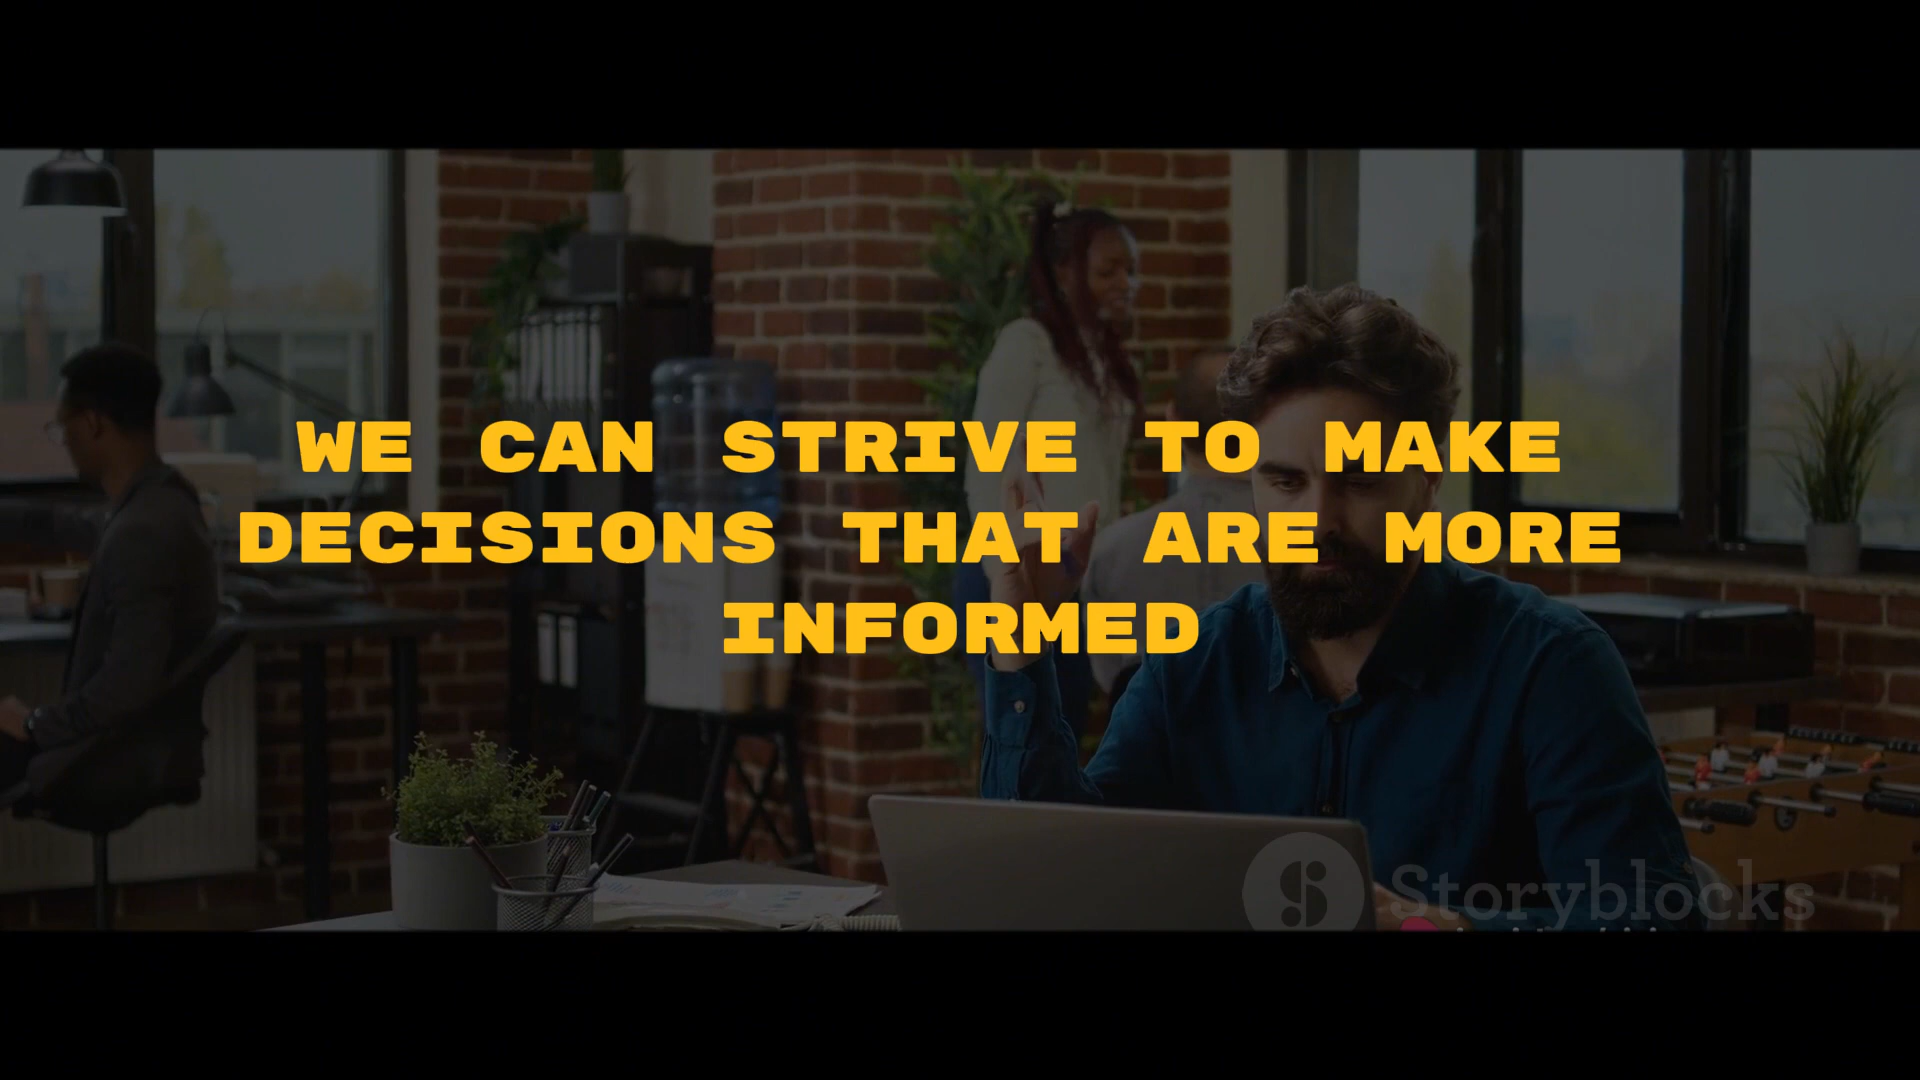 WE CAN STRIVE TO MAKE
DECISIONS THAT ARE MORE
INFORMED
Storyblocks